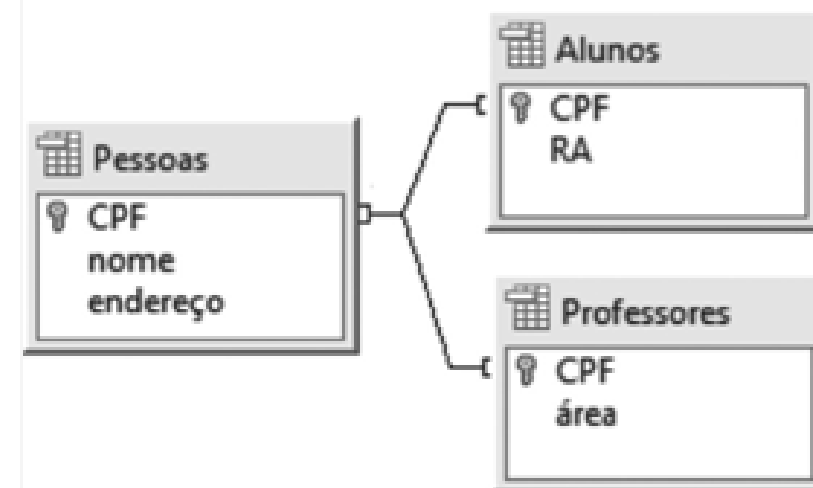 Pessoas
CPF
nome
endereço
Alunos
CPF
RA
Professores
CPF
área